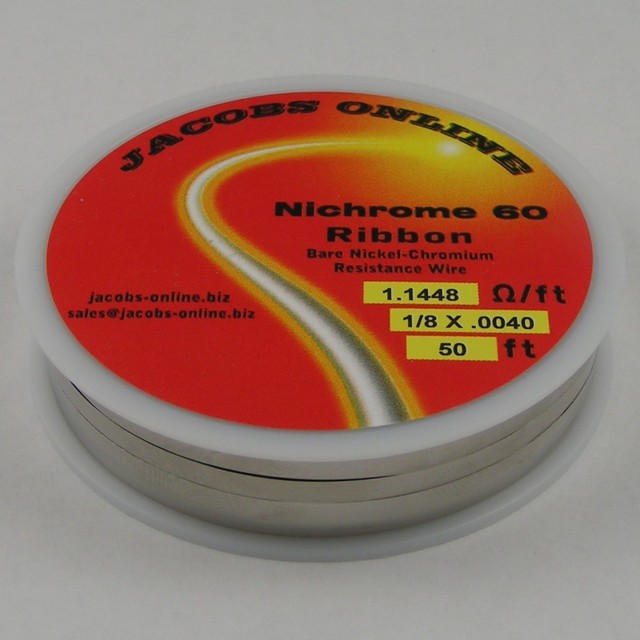 JACOBS ONLINE
Nichrome 60
Ribbon
Bare Nickel-Chromium
Resistance Wire
jacobs-online.biz
sales@jacobs-online.biz
1.1448 Ω/ft
1/8 X .0040
50 ft